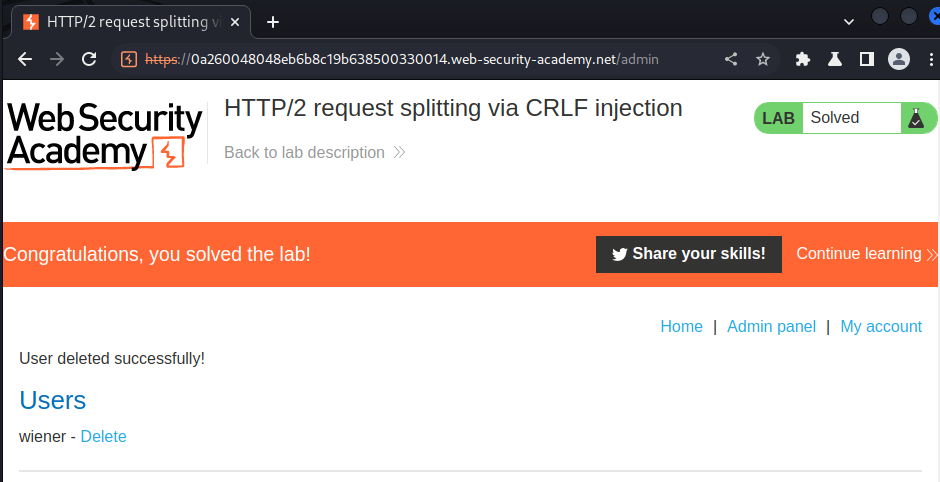 HTTP/2 request splitting vi
https://0a260048048eb6b8c19b638500330014.web-security-academy.net/admin
Web Security
Academy
HTTP/2 request splitting via CRLF injection
Back to lab description
LAB Solved
Congratulations, you solved the lab!
Share your skills!
Continue learning
Home | Admin panel | My account
User deleted successfully!
Users
wiener - Delete